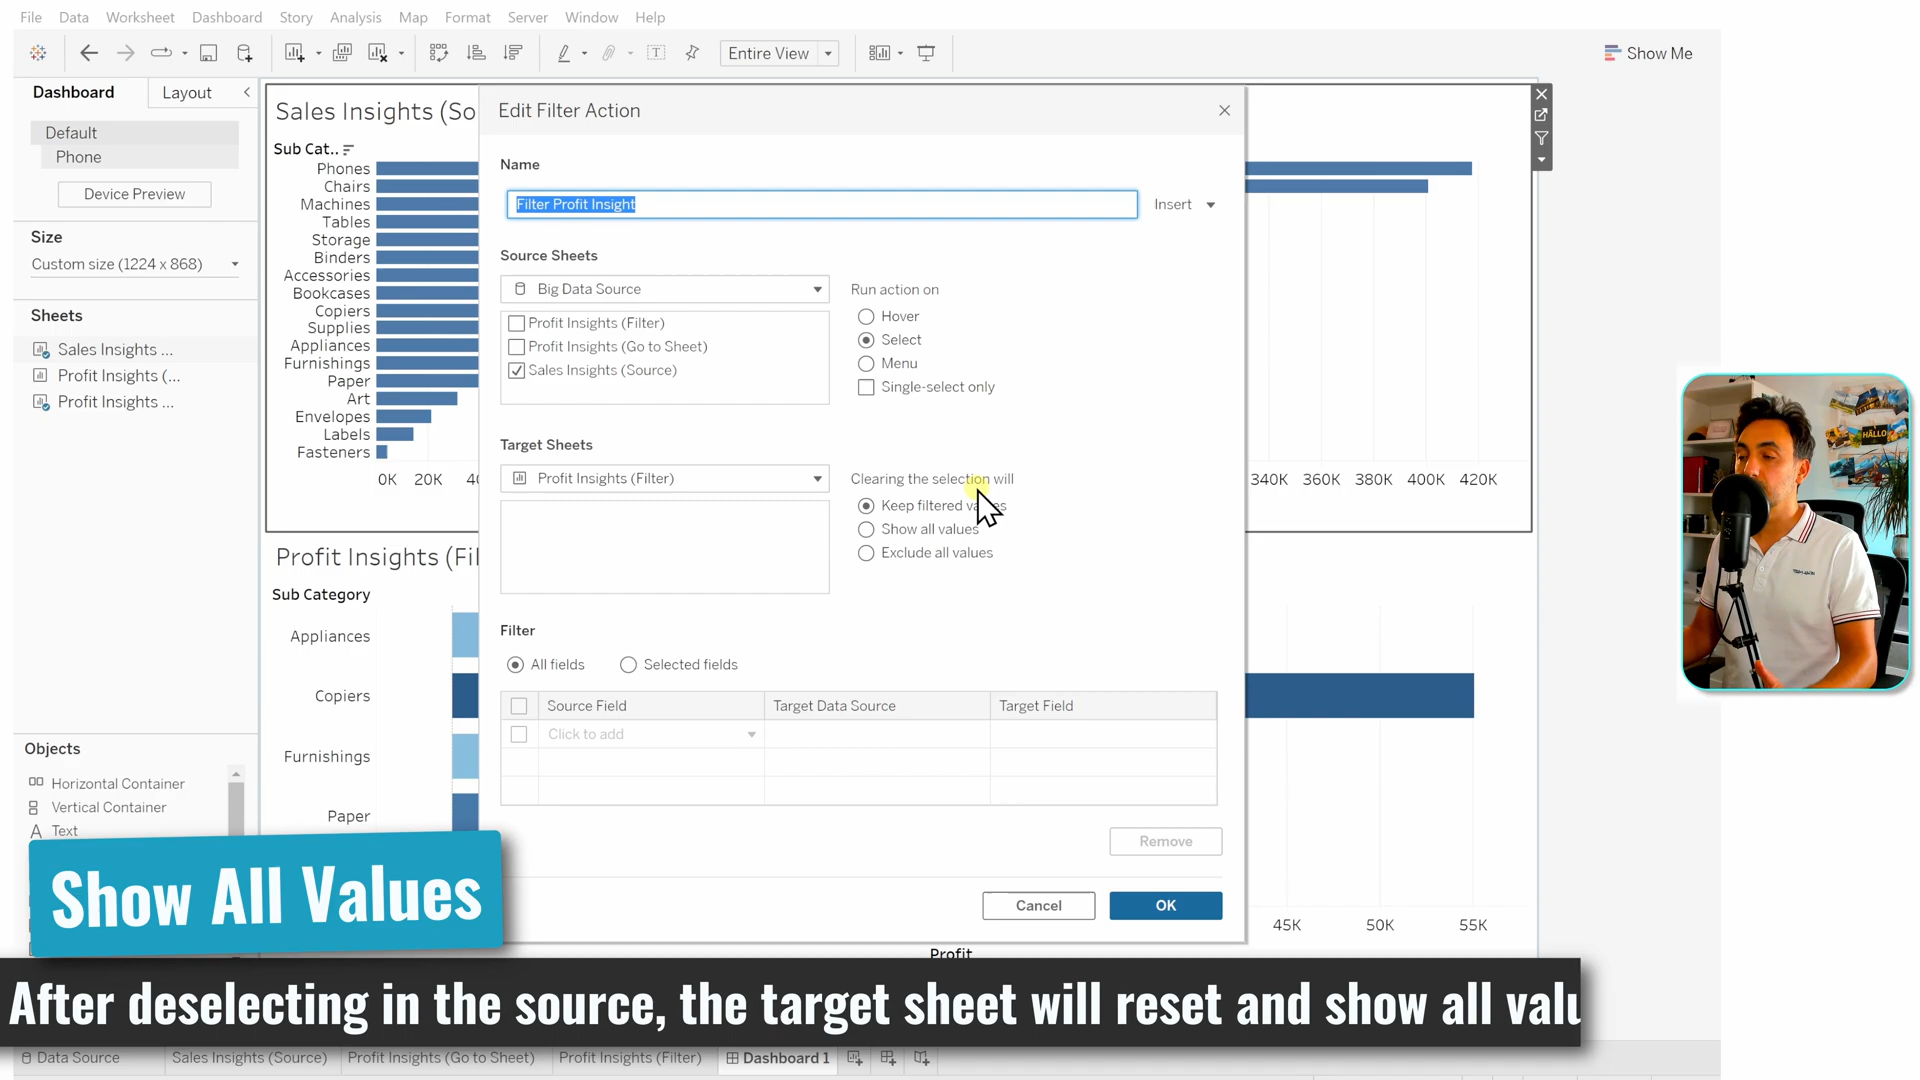 File Data Worksheet Dashboard Story Analysis Map Format Server Window Help
Entire View
Show Me
Dashboard Layout
Default
Phone
Device Preview
Size
Custom size (1224 x 868)
Sheets
Sales Insights ...
Profit Insights (...
Profit Insights ...
Objects
Horizontal Container
Vertical Container
Text
Sales Insights (So
Sub Cat..
Phones
Chairs
Machines
Tables
Storage
Binders
Accessories
Bookcases
Copiers
Supplies
Appliances
Furnishings
Paper
Art
Envelopes
Labels
Fasteners
0K 20K 340K 360K 380K 400K 420K
Profit Insights (Fil
Sub Category
Appliances
Copiers
Furnishings
Paper
45K 50K 55K
Profit
Edit Filter Action
Name
Filter Profit Insight
Insert
Source Sheets
Big Data Source
Profit Insights (Filter)
Profit Insights (Go to Sheet)
Sales Insights (Source)
Run action on
Hover
Select
Menu
Single-select only
Target Sheets
Profit Insights (Filter)
Clearing the selection will
Keep filtered values
Show all values
Exclude all values
Filter
All fields Selected fields
Source Field Target Data Source Target Field
Click to add
Remove
Cancel OK
HÄLLO
Show All Values
After deselecting in the source, the target sheet will reset and show all valu
Data Source Sales Insights (Source) Profit Insights (Go to Sheet) Profit Insights (Filter) Dashboard 1